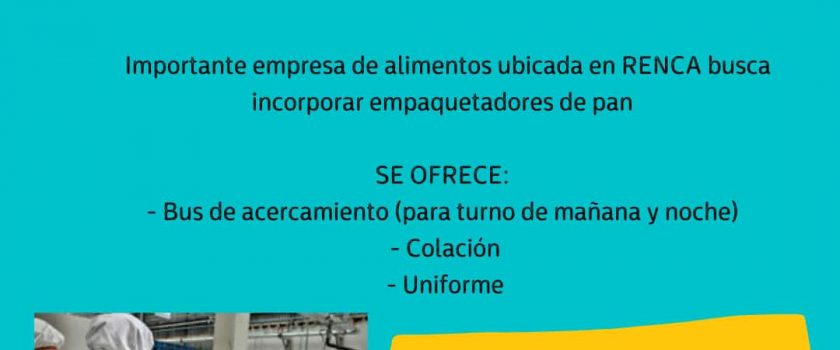 Importante empresa de alimentos ubicada en RENCA busca
incorporar empaquetadores de pan
SE OFRECE:
- Bus de acercamiento (para turno de mañana y noche)
- Colación
- Uniforme